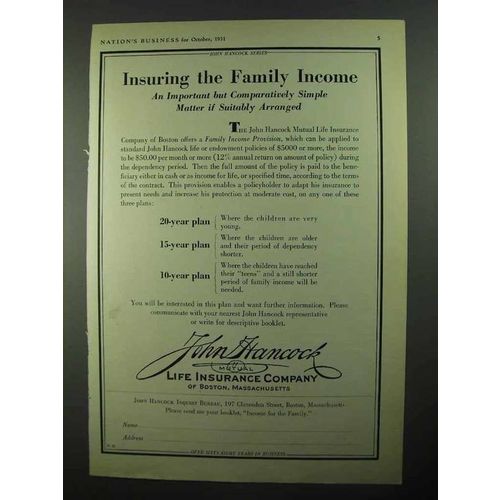 NATION'S BUSINESS for October, 1931 5
JOHN HANCOCK SERIES
Insuring the Family Income
An Important but Comparatively Simple
Matter if Suitably Arranged
THE John Hancock Mutual Life Insurance
Company of Boston offers a Family Income Provision, which can be applied to
standard John Hancock life or endowment policies of $5000 or more, the income
to be $50.00 per month or more (12% annual return on amount of policy) during
the dependency period. Then the full amount of the policy is paid to the bene-
ficiary either in cash or as income for life, or specified time, according to the terms
of the contract. This provision enables a policyholder to adapt his insurance to
present needs and increase his protection at moderate cost, on any one of these
three plans:
20-year plan { Where the children are very
young.
15-year plan { Where the children are older
and their period of dependency
shorter.
10-year plan { Where the children have reached
their "teens" and a still shorter
period of family income will be
needed.
You will be interested in this plan and want further information. Please
communicate with your nearest John Hancock representative
or write for descriptive booklet.
John Hancock
MUTUAL
LIFE INSURANCE COMPANY
OF BOSTON, MASSACHUSETTS
JOHN HANCOCK INQUIRY BUREAU, 197 Clarendon Street, Boston, Massachusetts
Please send me your booklet, "Income for the Family."
Name
Address
OVER SIXTY-EIGHT YEARS IN BUSINESS